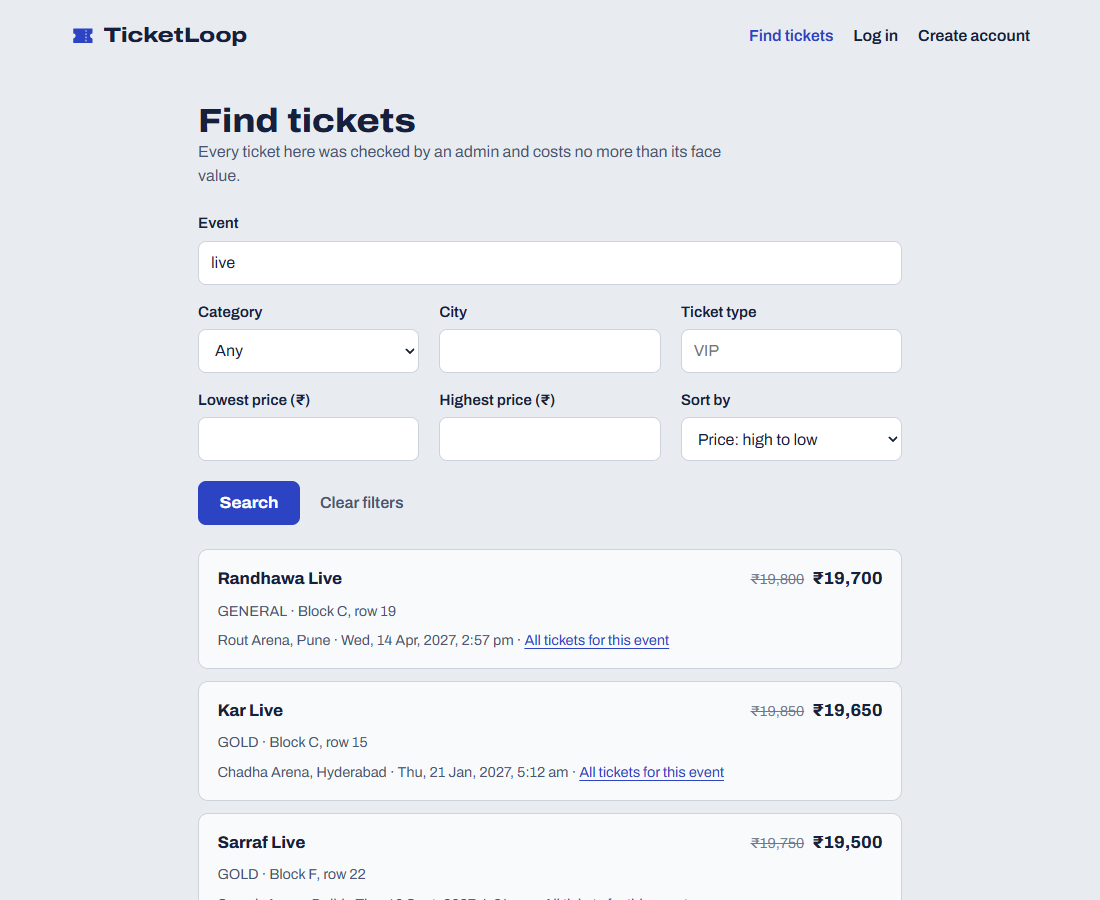 TicketLoop
Find tickets Log in Create account
Find tickets
Every ticket here was checked by an admin and costs no more than its face
value.
Event
live
Category City Ticket type
Any VIP
Lowest price (₹) Highest price (₹) Sort by
Price: high to low
Search Clear filters
Randhawa Live ₹19,800 ₹19,700
GENERAL · Block C, row 19
Rout Arena, Pune · Wed, 14 Apr, 2027, 2:57 pm · All tickets for this event
Kar Live ₹19,850 ₹19,650
GOLD · Block C, row 15
Chadha Arena, Hyderabad · Thu, 21 Jan, 2027, 5:12 am · All tickets for this event
Sarraf Live ₹19,750 ₹19,500
GOLD · Block F, row 22